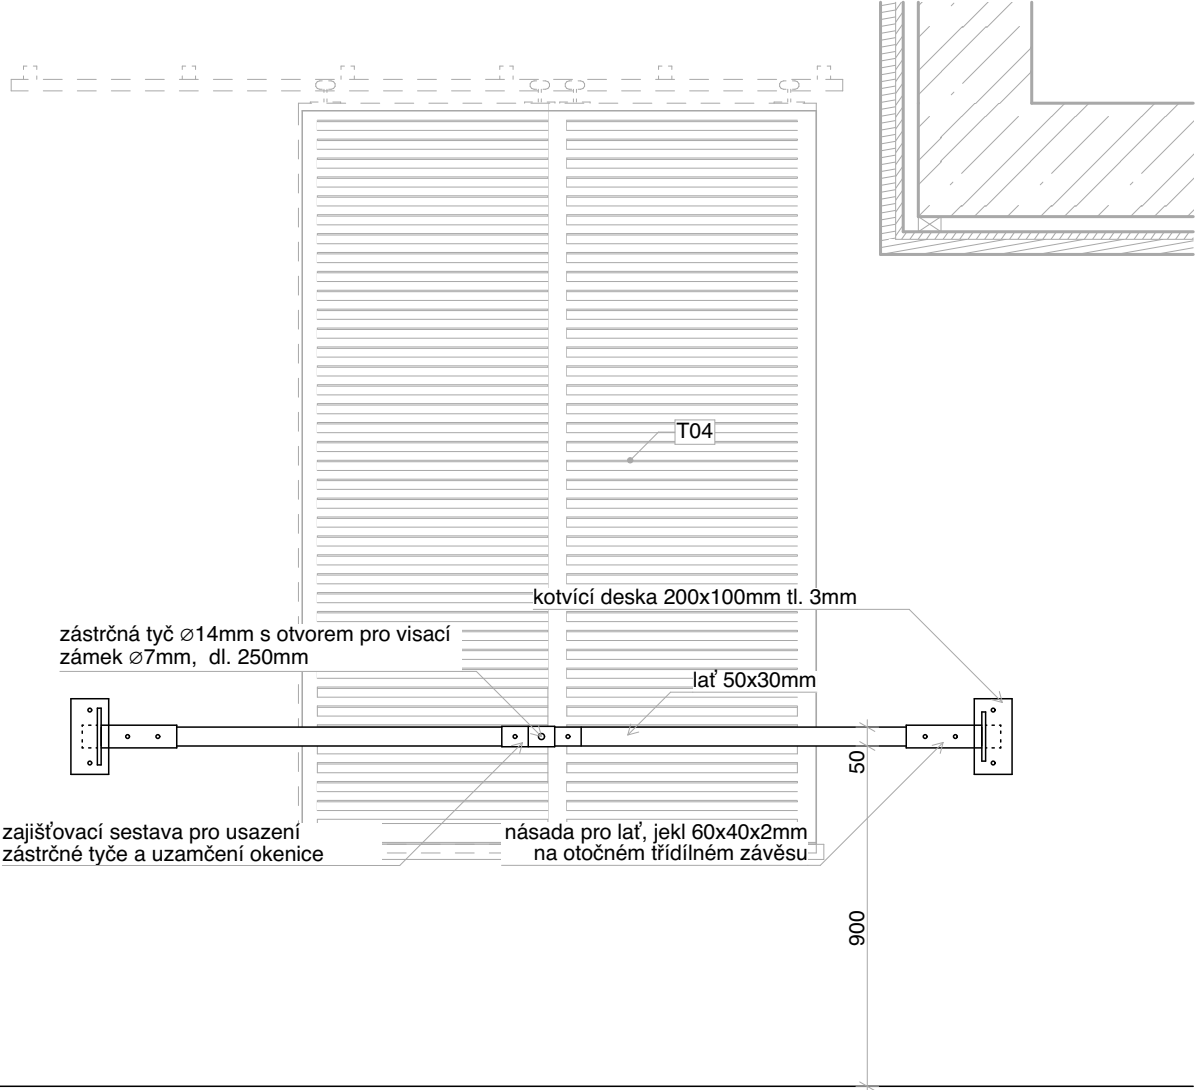 T04
kotvící deska 200x100mm tl. 3mm
zástrčná tyč ∅14mm s otvorem pro visací
zámek ∅7mm, dl. 250mm
lať 50x30mm
50
zajišťovací sestava pro usazení
zástrčné tyče a uzamčení okenice
násada pro lať, jekl 60x40x2mm
na otočném třídílném závěsu
900